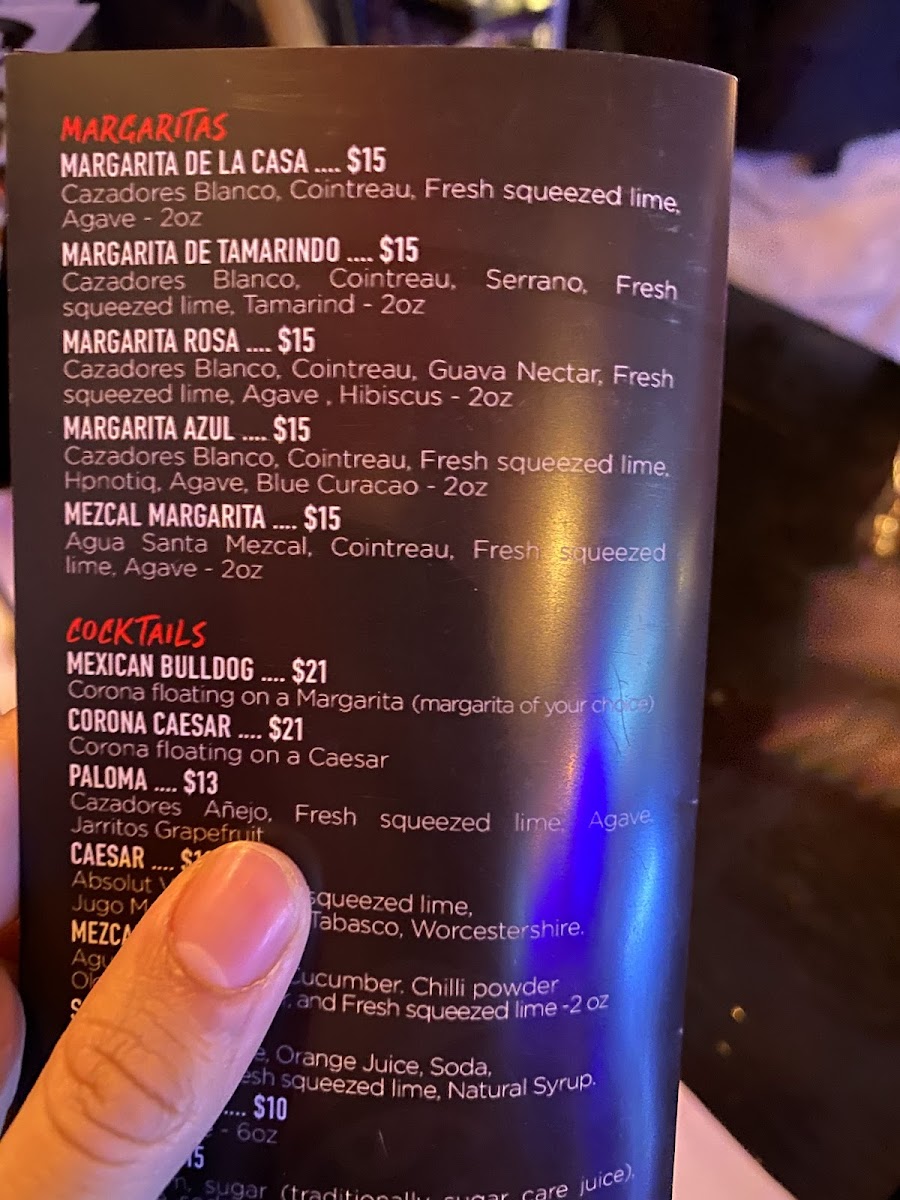 MARGARITAS
MARGARITA DE LA CASA .... $15
Cazadores Blanco, Cointreau, Fresh squeezed lime,
Agave - 2oz
MARGARITA DE TAMARINDO .... $15
Cazadores Blanco, Cointreau, Serrano, Fresh
squeezed lime, Tamarind - 2oz
MARGARITA ROSA .... $15
Cazadores Blanco, Cointreau, Guava Nectar, Fresh
squeezed lime, Agave , Hibiscus - 2oz
MARGARITA AZUL .... $15
Cazadores Blanco, Cointreau, Fresh squeezed lime,
Hpnotiq, Agave, Blue Curacao - 2oz
MEZCAL MARGARITA .... $15
Agua Santa Mezcal, Cointreau, Fresh squeezed
lime, Agave - 2oz
COCKTAILS
MEXICAN BULLDOG .... $21
Corona floating on a Margarita (margarita of your choice)
CORONA CAESAR .... $21
Corona floating on a Caesar
PALOMA .... $13
Cazadores Añejo, Fresh squeezed lime, Agave,
Jarritos Grapefruit
CAESAR ....
Absolut squeezed lime,
Jugo Tabasco, Worcestershire.
Cucumber. Chilli powder
and Fresh squeezed lime -2 oz
Orange Juice, Soda,
squeezed lime, Natural Syrup.
.... $10
- 6oz
sugar (traditionally sugar care juice),